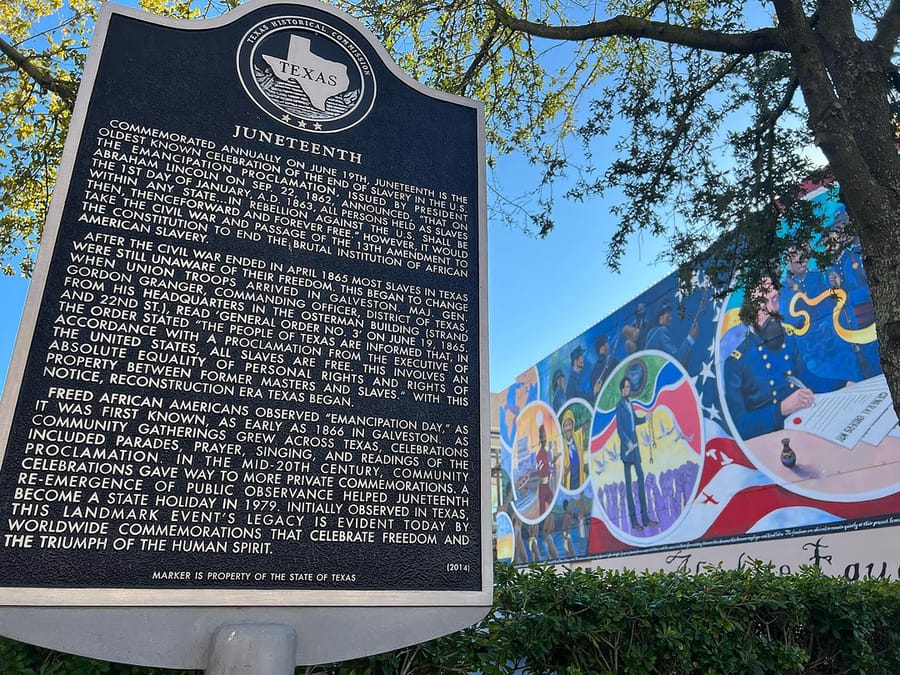 TEXAS HISTORICAL COMMISSION
TEXAS
JUNETEENTH
COMMEMORATED ANNUALLY ON JUNE 19TH, JUNETEENTH IS THE
OLDEST KNOWN CELEBRATION OF THE END OF SLAVERY IN THE U.S.
THE EMANCIPATION PROCLAMATION, ISSUED BY PRESIDENT
ABRAHAM LINCOLN ON SEP. 22, 1862, ANNOUNCED, "THAT ON
THE 1ST DAY OF JANUARY, A.D. 1863, ALL PERSONS HELD AS SLAVES
WITHIN ANY STATE...IN REBELLION AGAINST THE U.S. SHALL BE
THEN, THENCEFORWARD AND FOREVER FREE." HOWEVER, IT WOULD
TAKE THE CIVIL WAR AND PASSAGE OF THE 13TH AMENDMENT TO
THE CONSTITUTION TO END THE BRUTAL INSTITUTION OF AFRICAN
AMERICAN SLAVERY.
AFTER THE CIVIL WAR ENDED IN APRIL 1865 MOST SLAVES IN TEXAS
WERE STILL UNAWARE OF THEIR FREEDOM. THIS BEGAN TO CHANGE
WHEN UNION TROOPS ARRIVED IN GALVESTON. MAJ. GEN.
GORDON GRANGER, COMMANDING OFFICER, DISTRICT OF TEXAS,
FROM HIS HEADQUARTERS IN THE OSTERMAN BUILDING (STRAND
AND 22ND ST.), READ 'GENERAL ORDER NO. 3' ON JUNE 19, 1865.
THE ORDER STATED "THE PEOPLE OF TEXAS ARE INFORMED THAT, IN
ACCORDANCE WITH A PROCLAMATION FROM THE EXECUTIVE OF
THE UNITED STATES, ALL SLAVES ARE FREE. THIS INVOLVES AN
ABSOLUTE EQUALITY OF PERSONAL RIGHTS AND RIGHTS OF
PROPERTY BETWEEN FORMER MASTERS AND SLAVES." WITH THIS
NOTICE, RECONSTRUCTION ERA TEXAS BEGAN.
FREED AFRICAN AMERICANS OBSERVED "EMANCIPATION DAY," AS
IT WAS FIRST KNOWN, AS EARLY AS 1866 IN GALVESTON. AS
COMMUNITY GATHERINGS GREW ACROSS TEXAS, CELEBRATIONS
INCLUDED PARADES, PRAYER, SINGING, AND READINGS OF THE
PROCLAMATION. IN THE MID-20TH CENTURY, COMMUNITY
CELEBRATIONS GAVE WAY TO MORE PRIVATE COMMEMORATIONS. A
RE-EMERGENCE OF PUBLIC OBSERVANCE HELPED JUNETEENTH
BECOME A STATE HOLIDAY IN 1979. INITIALLY OBSERVED IN TEXAS,
THIS LANDMARK EVENT'S LEGACY IS EVIDENT TODAY BY
WORLDWIDE COMMEMORATIONS THAT CELEBRATE FREEDOM AND
THE TRIUMPH OF THE HUMAN SPIRIT.
(2014)
MARKER IS PROPERTY OF THE STATE OF TEXAS